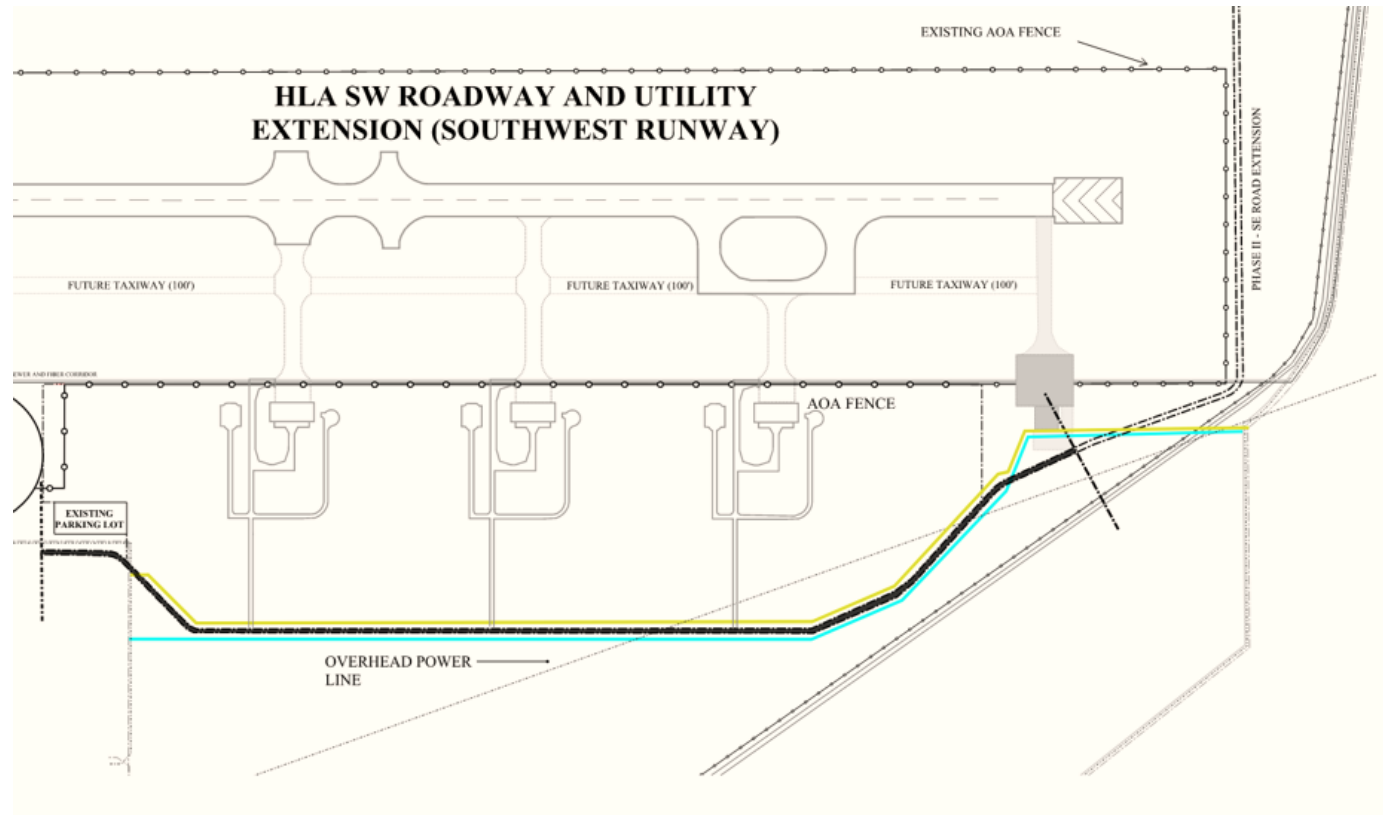 EXISTING AOA FENCE
HLA SW ROADWAY AND UTILITY
EXTENSION (SOUTHWEST RUNWAY)
PHASE II - SE ROAD EXTENSION
FUTURE TAXIWAY (100')
FUTURE TAXIWAY (100')
FUTURE TAXIWAY (100')
EWER AND FIBER CORRIDOR
AOA FENCE
EXISTING
PARKING LOT
OVERHEAD POWER
LINE